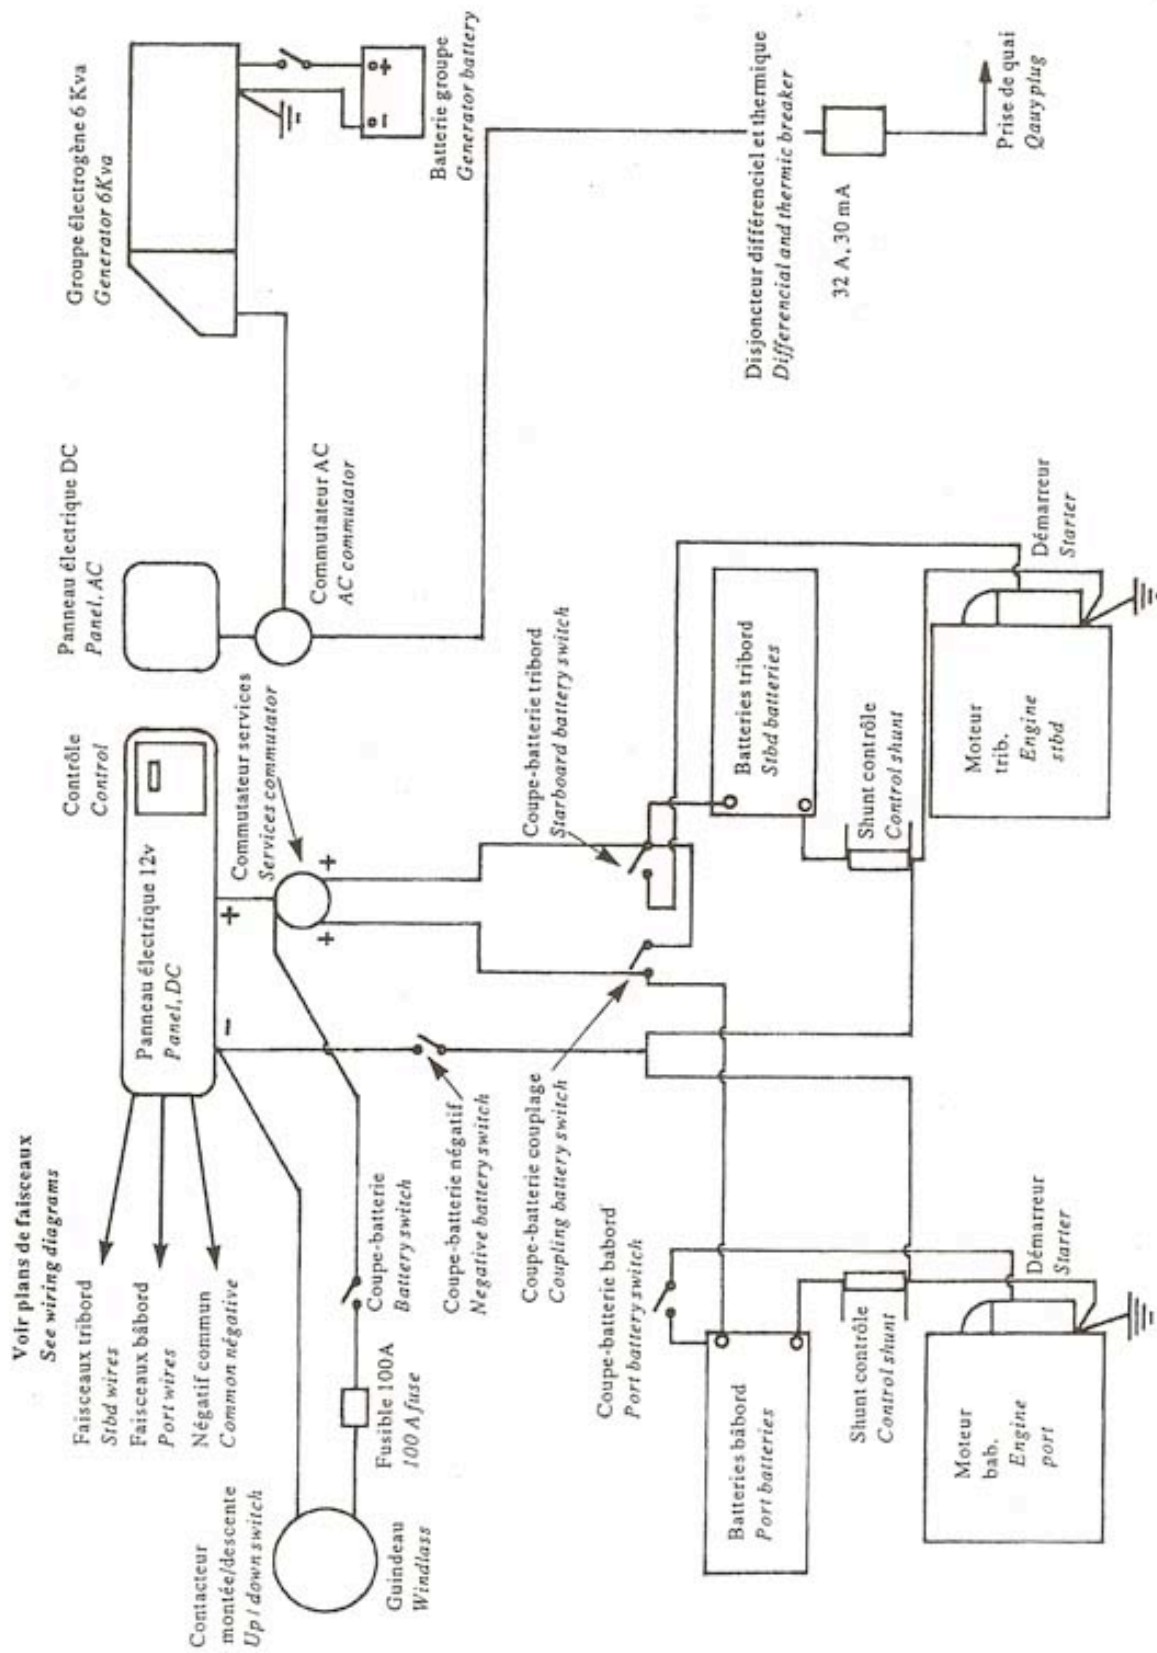 Voir plans de faisceaux
See wiring diagrams
Faisceaux tribord
Stbd wires
Faisceaux bâbord
Port wires
Négatif commun
Common négative
Contacteur
montée/descente
Up / down switch
Guindeau
Windlass
Fusible 100A
100 A fuse
Coupe-batterie
Battery switch
Coupe-batterie négatif
Negative battery switch
Coupe-batterie couplage
Coupling battery switch
Panneau électrique 12v
Panel, DC
Contrôle
Control
-
+
Commutateur services
Services commutator
+
+
Panneau électrique DC
Panel, AC
Commutateur AC
AC commutator
Groupe électrogène 6 Kva
Generator 6Kva
-
+
Batterie groupe
Generator battery
Coupe-batterie babord
Port battery switch
Coupe-batterie tribord
Starboard battery switch
Batteries bâbord
Port batteries
Batteries tribord
Stbd batteries
Shunt contrôle
Control shunt
Shunt contrôle
Control shunt
Moteur
bab.
Engine
port
Démarreur
Starter
Moteur
trib.
Engine
stbd
Démarreur
Starter
Disjoncteur différenciel et thermique
Differencial and thermic breaker
32 A, 30 mA
Prise de quai
Qauy plug